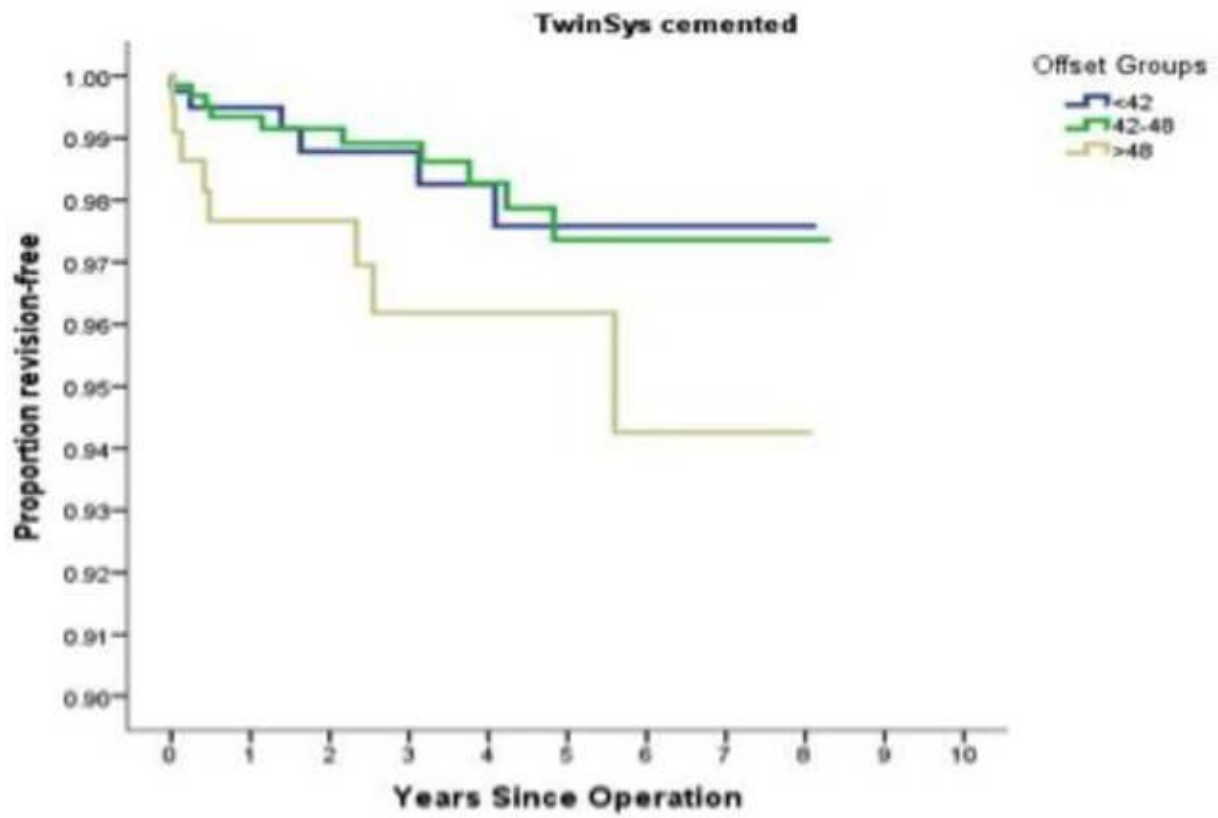 TwinSys cemented
Offset Groups
<42
42-48
>48
Proportion revision-free
1.00
0.99
0.98
0.97
0.96
0.95
0.94
0.93
0.92
0.91
0.90
0 1 2 3 4 5 6 7 8 9 10
Years Since Operation